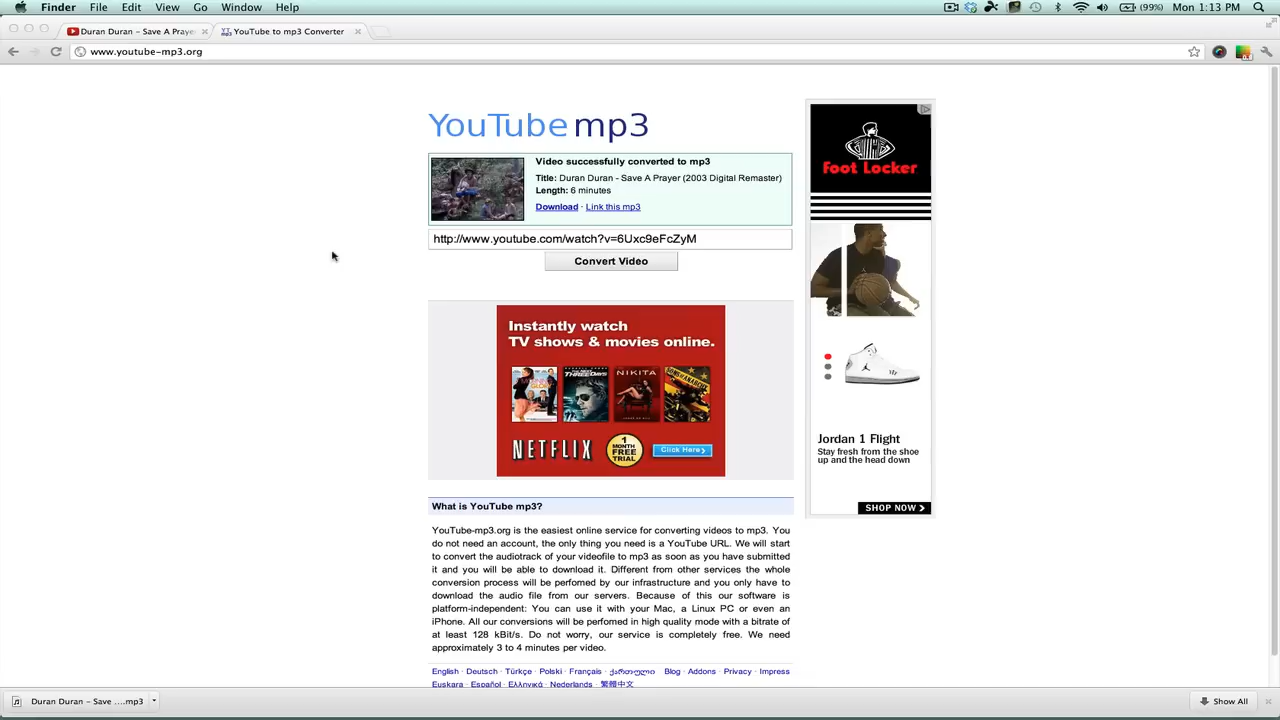 Finder File Edit View Go Window Help
(99%) Mon 1:13 PM
Duran Duran – Save A Praye
YouTube to mp3 Converter
www.youtube-mp3.org
YouTube mp3
Video successfully converted to mp3
Title: Duran Duran - Save A Prayer (2003 Digital Remaster)
Length: 6 minutes
Download · Link this mp3
http://www.youtube.com/watch?v=6Uxc9eFcZyM
Convert Video
Instantly watch
TV shows & movies online.
THREE DAYS
NIKITA
NETFLIX
1 MONTH FREE TRIAL
Click Here
What is YouTube mp3?
YouTube-mp3.org is the easiest online service for converting videos to mp3. You
do not need an account, the only thing you need is a YouTube URL. We will start
to convert the audiotrack of your videofile to mp3 as soon as you have submitted
it and you will be able to download it. Different from other services the whole
conversion process will be perfomed by our infrastructure and you only have to
download the audio file from our servers. Because of this our software is
platform-independent: You can use it with your Mac, a Linux PC or even an
iPhone. All our conversions will be perfomed in high quality mode with a bitrate of
at least 128 kBit/s. Do not worry, our service is completely free. We need
approximately 3 to 4 minutes per video.
English · Deutsch · Türkçe · Polski · Français · ქართული Blog · Addons · Privacy · Impress
Euskara · Español · Ελληνικά · Nederlands · 繁體中文
Foot Locker
Jordan 1 Flight
Stay fresh from the shoe
up and the head down
SHOP NOW
Duran Duran – Save ....mp3
Show All